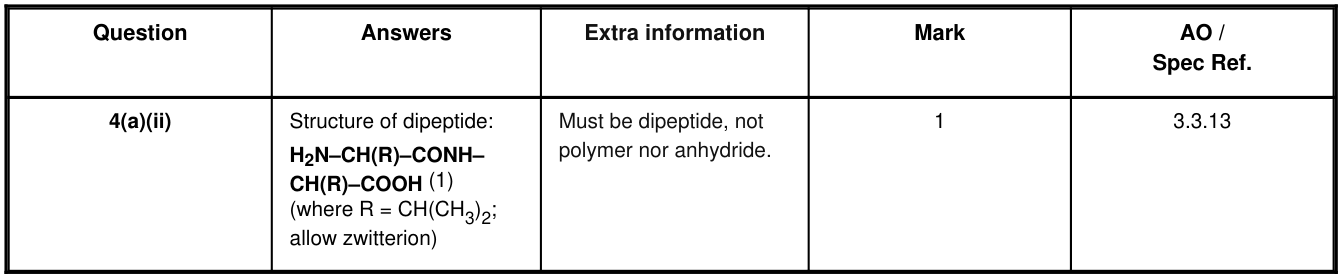 Question Answers Extra information Mark AO /
Spec Ref.
4(a)(ii) Structure of dipeptide: Must be dipeptide, not 1 3.3.13
H₂N–CH(R)–CONH– polymer nor anhydride.
CH(R)–COOH (1)
(where R = CH(CH₃)₂;
allow zwitterion)